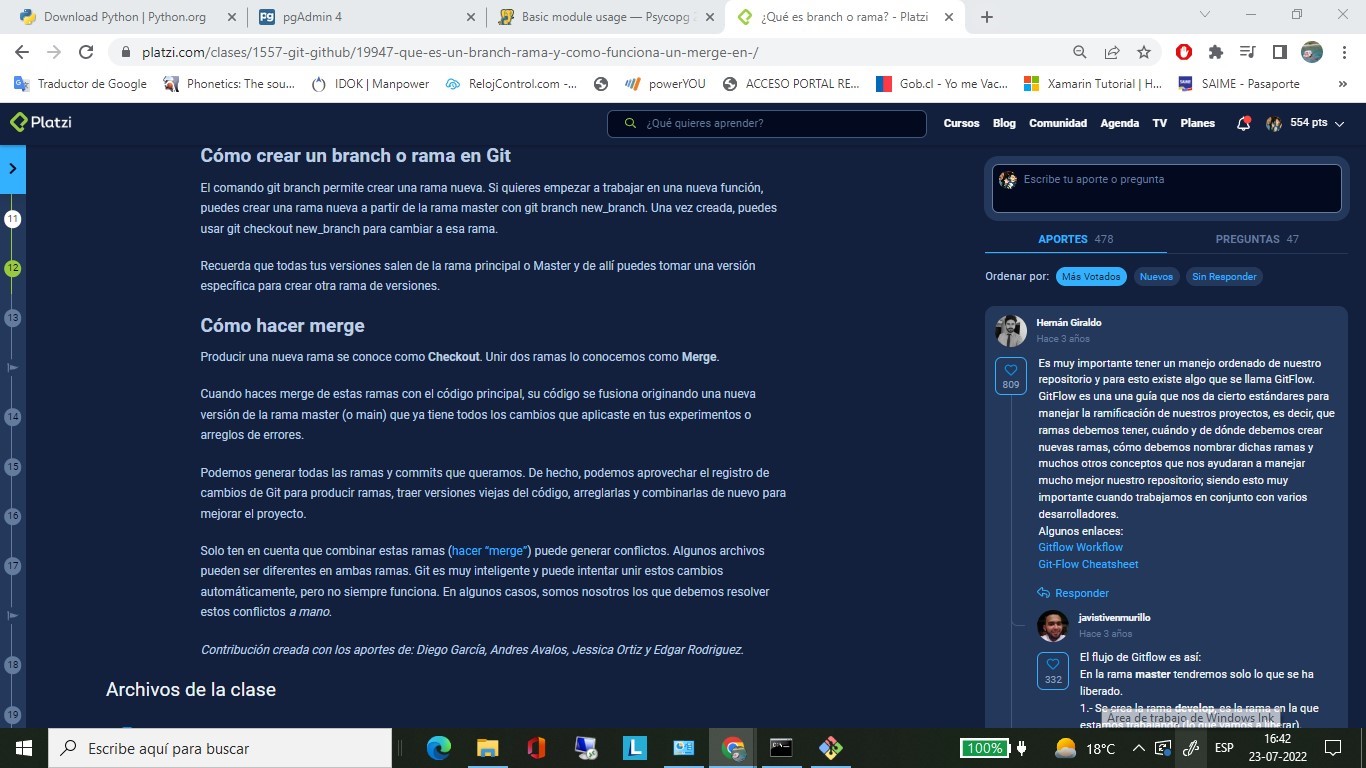 Download Python | Python.org
pgAdmin 4
Basic module usage — Psycopg
¿Qué es branch o rama? - Platzi
platzi.com/clases/1557-git-github/19947-que-es-un-branch-rama-y-como-funciona-un-merge-en-/
Traductor de Google
Phonetics: The sou...
IDOK | Manpower
RelojControl.com -...
powerYOU
ACCESO PORTAL RE...
Gob.cl - Yo me Vac...
Xamarin Tutorial | H...
SAIME - Pasaporte
»
Platzi
¿Qué quieres aprender?
Cursos Blog Comunidad Agenda TV Planes
554 pts
11
12
13
14
15
16
17
18
19
Cómo crear un branch o rama en Git
El comando git branch permite crear una rama nueva. Si quieres empezar a trabajar en una nueva función,
puedes crear una rama nueva a partir de la rama master con git branch new_branch. Una vez creada, puedes
usar git checkout new_branch para cambiar a esa rama.
Recuerda que todas tus versiones salen de la rama principal o Master y de allí puedes tomar una versión
específica para crear otra rama de versiones.
Cómo hacer merge
Producir una nueva rama se conoce como Checkout. Unir dos ramas lo conocemos como Merge.
Cuando haces merge de estas ramas con el código principal, su código se fusiona originando una nueva
versión de la rama master (o main) que ya tiene todos los cambios que aplicaste en tus experimentos o
arreglos de errores.
Podemos generar todas las ramas y commits que queramos. De hecho, podemos aprovechar el registro de
cambios de Git para producir ramas, traer versiones viejas del código, arreglarlas y combinarlas de nuevo para
mejorar el proyecto.
Solo ten en cuenta que combinar estas ramas (hacer “merge”) puede generar conflictos. Algunos archivos
pueden ser diferentes en ambas ramas. Git es muy inteligente y puede intentar unir estos cambios
automáticamente, pero no siempre funciona. En algunos casos, somos nosotros los que debemos resolver
estos conflictos a mano.
Contribución creada con los aportes de: Diego García, Andres Avalos, Jessica Ortiz y Edgar Rodriguez.
Archivos de la clase
Escribe tu aporte o pregunta
APORTES 478
PREGUNTAS 47
Ordenar por: Más Votados Nuevos Sin Responder
Hernán Giraldo
Hace 3 años
809
Es muy importante tener un manejo ordenado de nuestro
repositorio y para esto existe algo que se llama GitFlow.
GitFlow es una una guía que nos da cierto estándares para
manejar la ramificación de nuestros proyectos, es decir, que
ramas debemos tener, cuándo y de dónde debemos crear
nuevas ramas, cómo debemos nombrar dichas ramas y
muchos otros conceptos que nos ayudaran a manejar
mucho mejor nuestro repositorio; siendo esto muy
importante cuando trabajamos en conjunto con varios
desarrolladores.
Algunos enlaces:
Gitflow Workflow
Git-Flow Cheatsheet
Responder
javistivenmurillo
Hace 3 años
332
El flujo de Gitflow es así:
En la rama master tendremos solo lo que se ha
liberado.
1.- Se crea la rama develop, es la rama en la que
estamos trabajando (lo que vamos a liberar)
Área de trabajo de Windows Ink
Escribe aquí para buscar
100%
18°C
ESP
16:42
23-07-2022